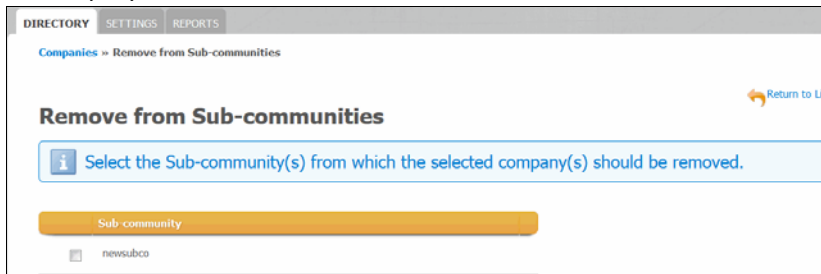 DIRECTORY SETTINGS REPORTS
Companies » Remove from Sub-communities
Return to Li
Remove from Sub-communities
Select the Sub-community(s) from which the selected company(s) should be removed.
Sub-community
newsubco